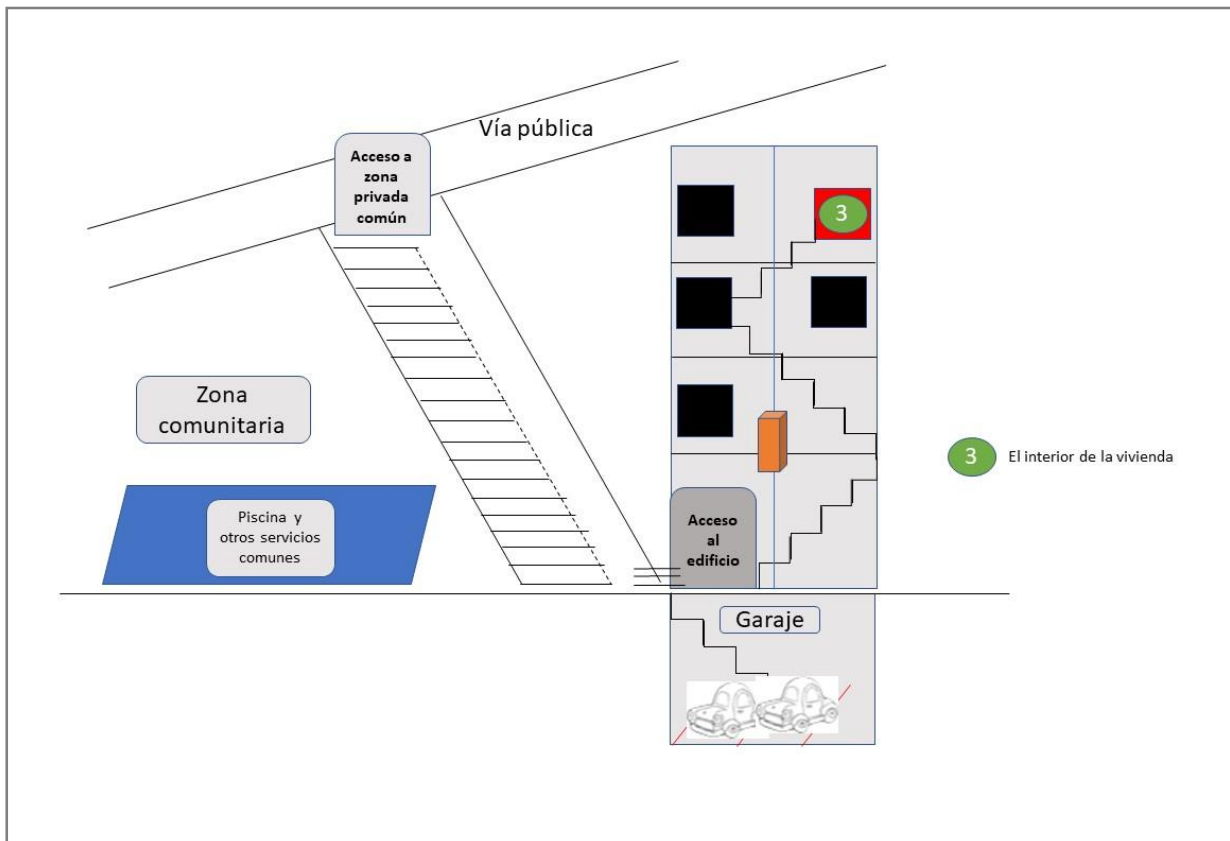 Vía pública
Acceso a
zona
privada
común
3
Zona
comunitaria
3 El interior de la vivienda
Piscina y
otros servicios
comunes
Acceso
al
edificio
Garaje